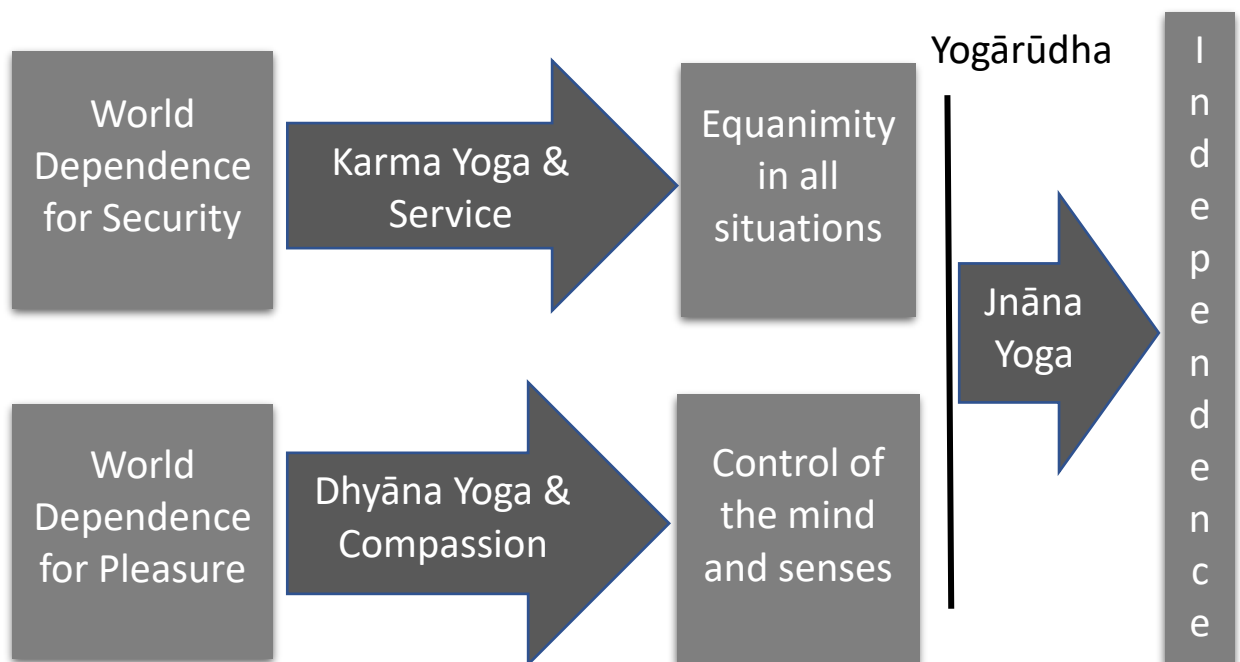 World
Dependence
for Security
Karma Yoga &
Service
Equanimity
in all
situations
Yogārūdha
World
Dependence
for Pleasure
Dhyāna Yoga &
Compassion
Control of
the mind
and senses
Jnāna
Yoga
I
n
d
e
p
e
n
d
e
n
c
e